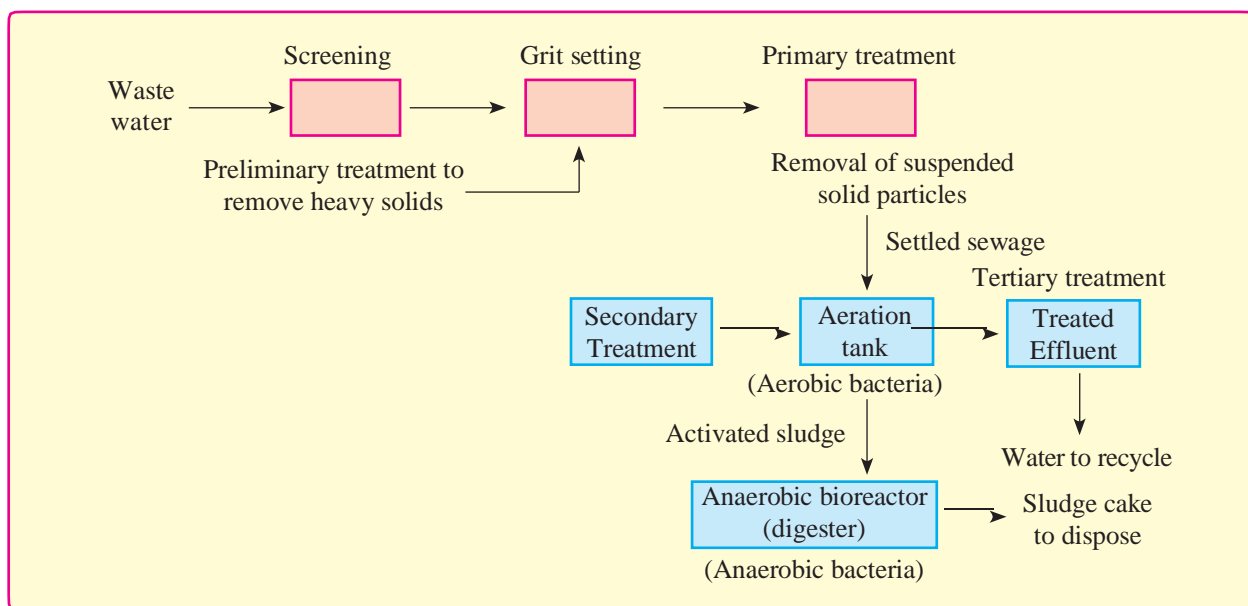 Screening
Grit setting
Primary treatment
Waste
water
Preliminary treatment to
remove heavy solids
Removal of suspended
solid particles
Settled sewage
Tertiary treatment
Secondary
Treatment
Aeration
tank
Treated
Effluent
(Aerobic bacteria)
Activated sludge
Water to recycle
Anaerobic bioreactor
(digester)
Sludge cake
to dispose
(Anaerobic bacteria)